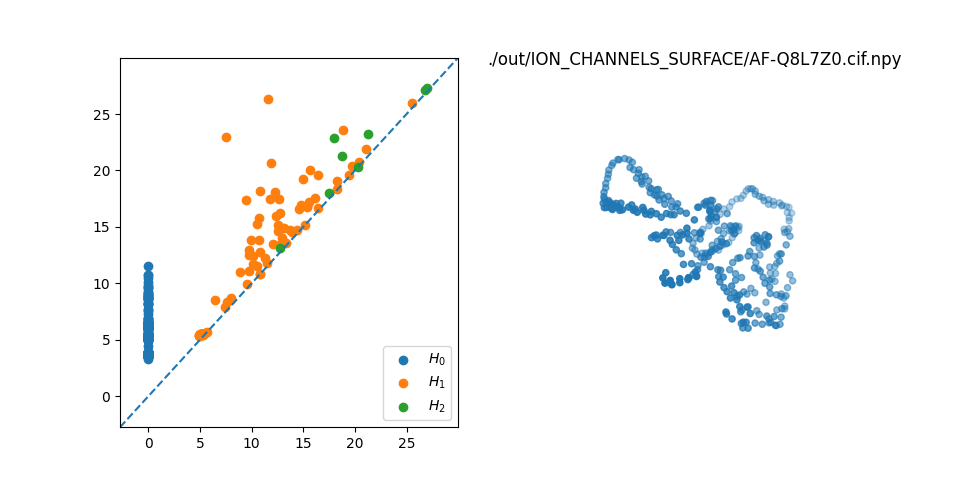 ./out/ION_CHANNELS_SURFACE/AF-Q8L7Z0.cif.npy
25
20
15
10
5
0
H₀
H₁
H₂
0 5 10 15 20 25